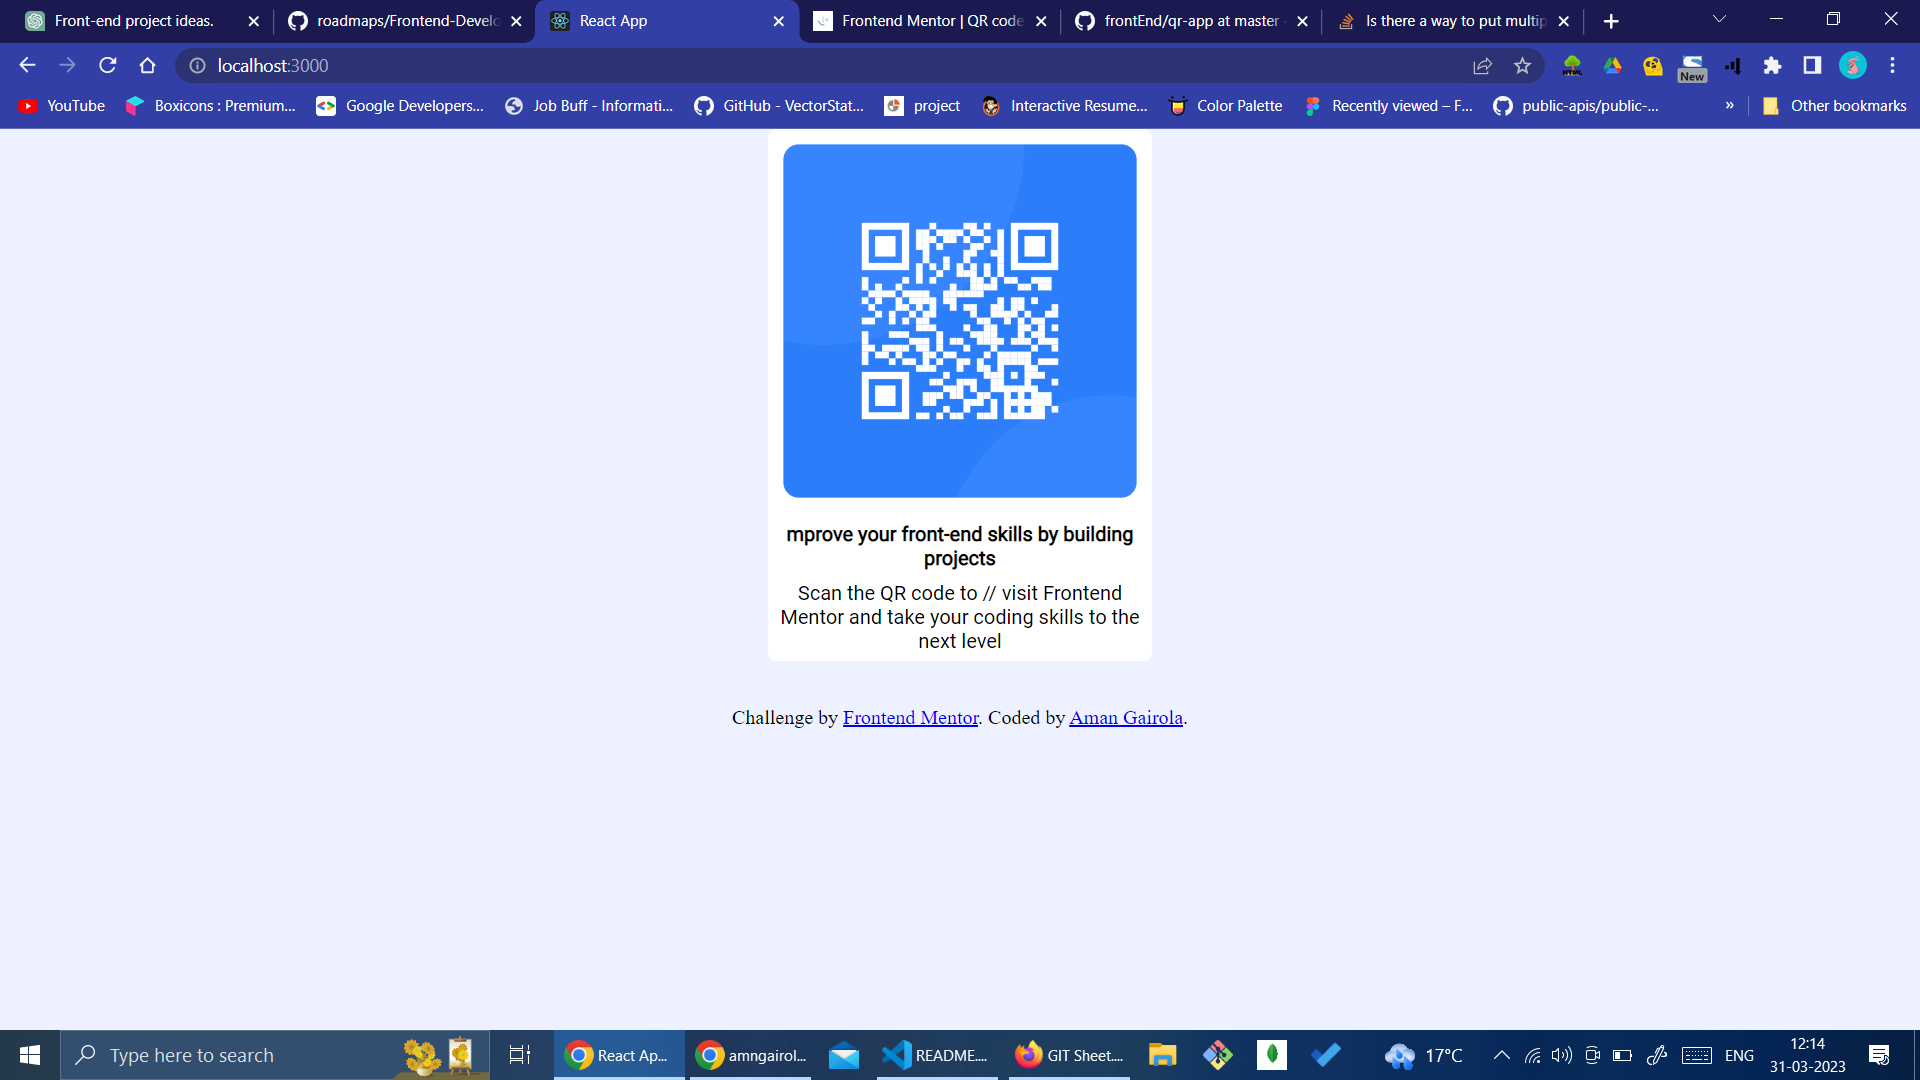 Front-end project ideas.
roadmaps/Frontend-Develo
React App
Frontend Mentor | QR code
frontEnd/qr-app at master
Is there a way to put multip
localhost:3000
New
YouTube
Boxicons : Premium...
Google Developers...
Job Buff - Informati...
GitHub - VectorStat...
project
Interactive Resume...
Color Palette
Recently viewed – F...
public-apis/public-...
»
Other bookmarks
mprove your front-end skills by building
projects
Scan the QR code to // visit Frontend
Mentor and take your coding skills to the
next level
Challenge by Frontend Mentor. Coded by Aman Gairola.
Type here to search
React Ap...
amngairol...
README....
GIT Sheet....
17°C
ENG
12:14
31-03-2023